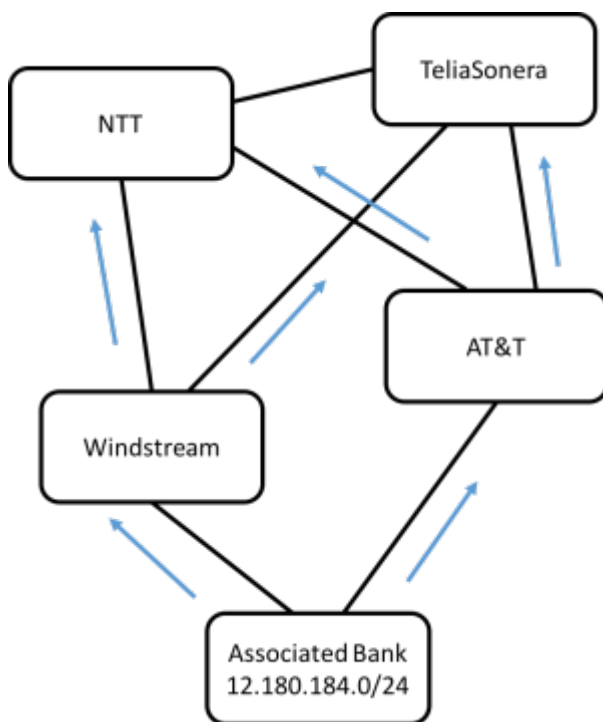 TeliaSonera
NTT
AT&T
Windstream
Associated Bank
12.180.184.0/24